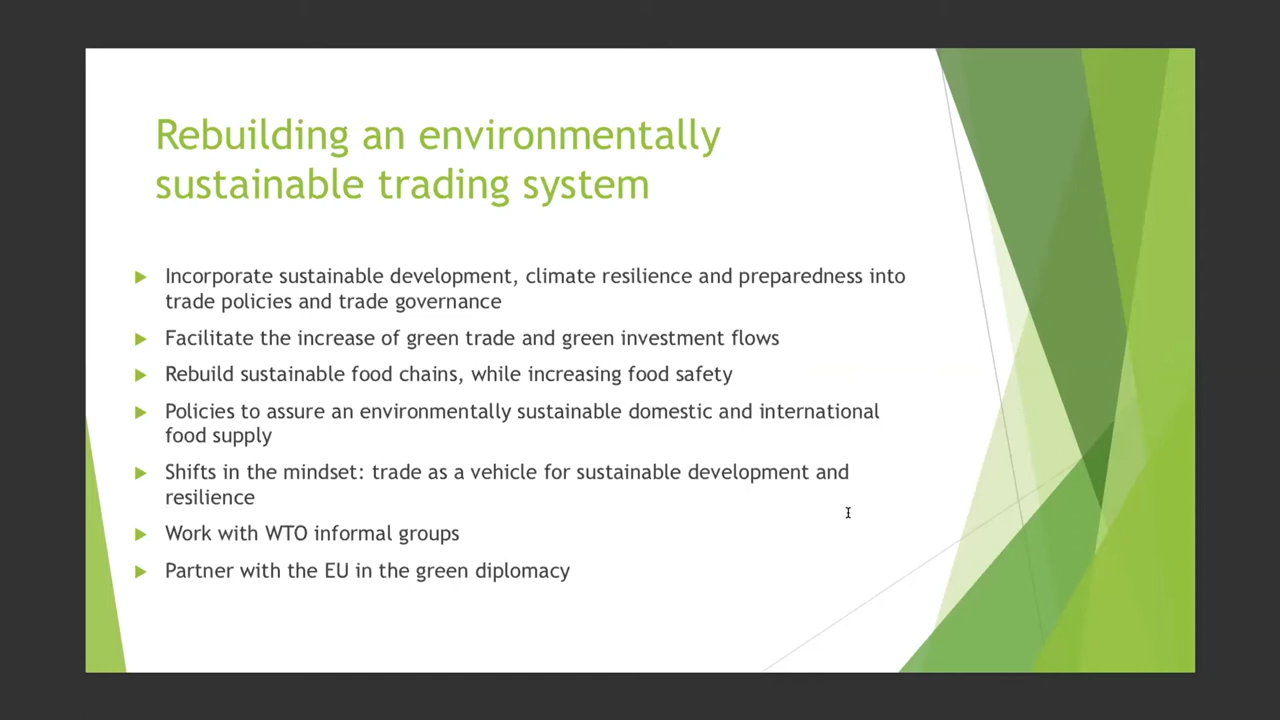 Rebuilding an environmentally
sustainable trading system
Incorporate sustainable development, climate resilience and preparedness into
trade policies and trade governance
Facilitate the increase of green trade and green investment flows
Rebuild sustainable food chains, while increasing food safety
Policies to assure an environmentally sustainable domestic and international
food supply
Shifts in the mindset: trade as a vehicle for sustainable development and
resilience
Work with WTO informal groups
Partner with the EU in the green diplomacy